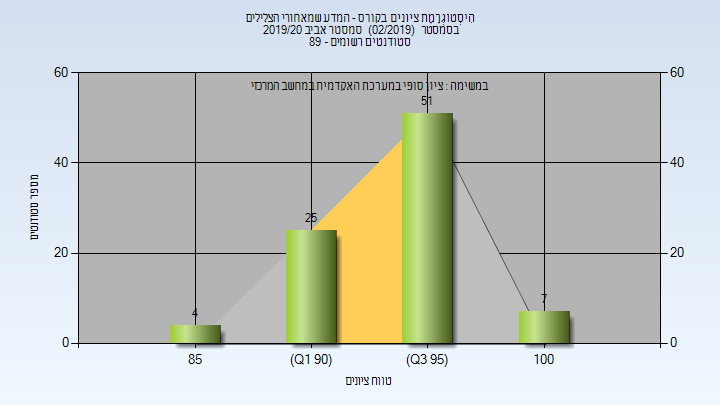 היסטוגרמת ציונים בקורס - המדע שמאחורי הצלילים
בסמסטר (02/2019) סמסטר אביב 2019/20
סטודנטים רשומים - 89
במשימה : ציון סופי במערכת האקדמית במחשב המרכזי
60
60
40
40
20
20
0
0
51
25
4
7
מספר סטודנטים
85
(Q1 90)
(Q3 95)
100
טווח ציונים